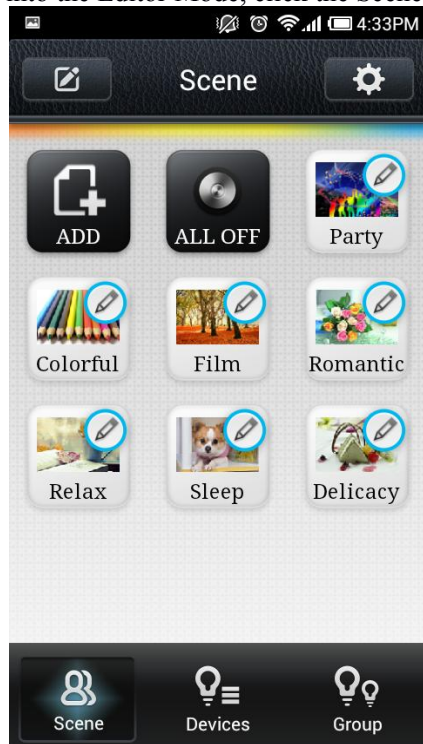 into the Editor Mode, click the Scene
4:33PM
Scene
ADD
ALL OFF
Party
Colorful
Film
Romantic
Relax
Sleep
Delicacy
Scene
Devices
Group